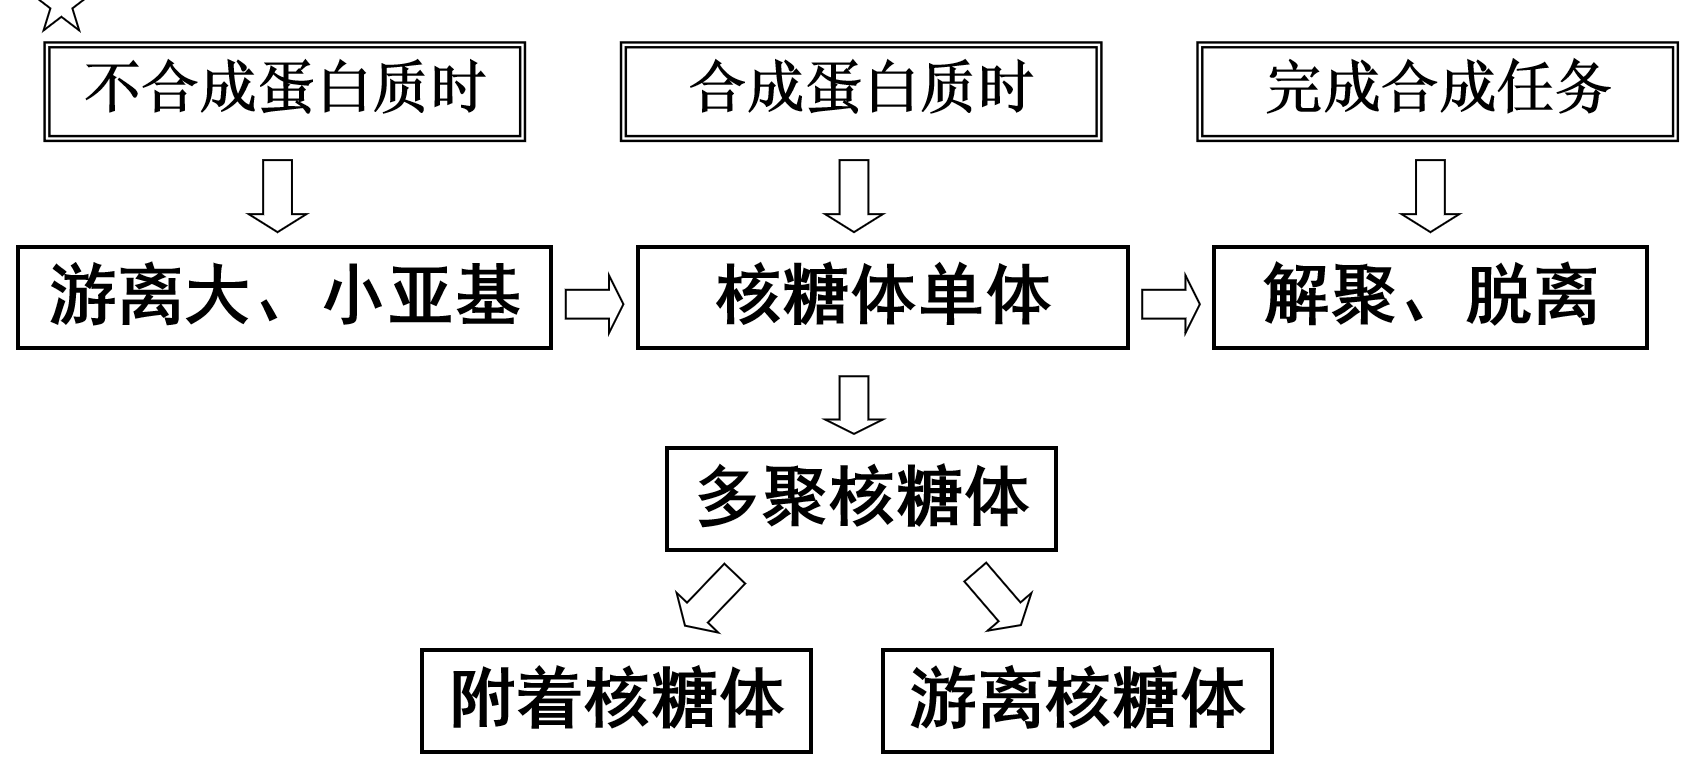 不合成蛋白质时
合成蛋白质时
完成合成任务
游离大、小亚基
核糖体单体
解聚、脱离
多聚核糖体
附着核糖体
游离核糖体